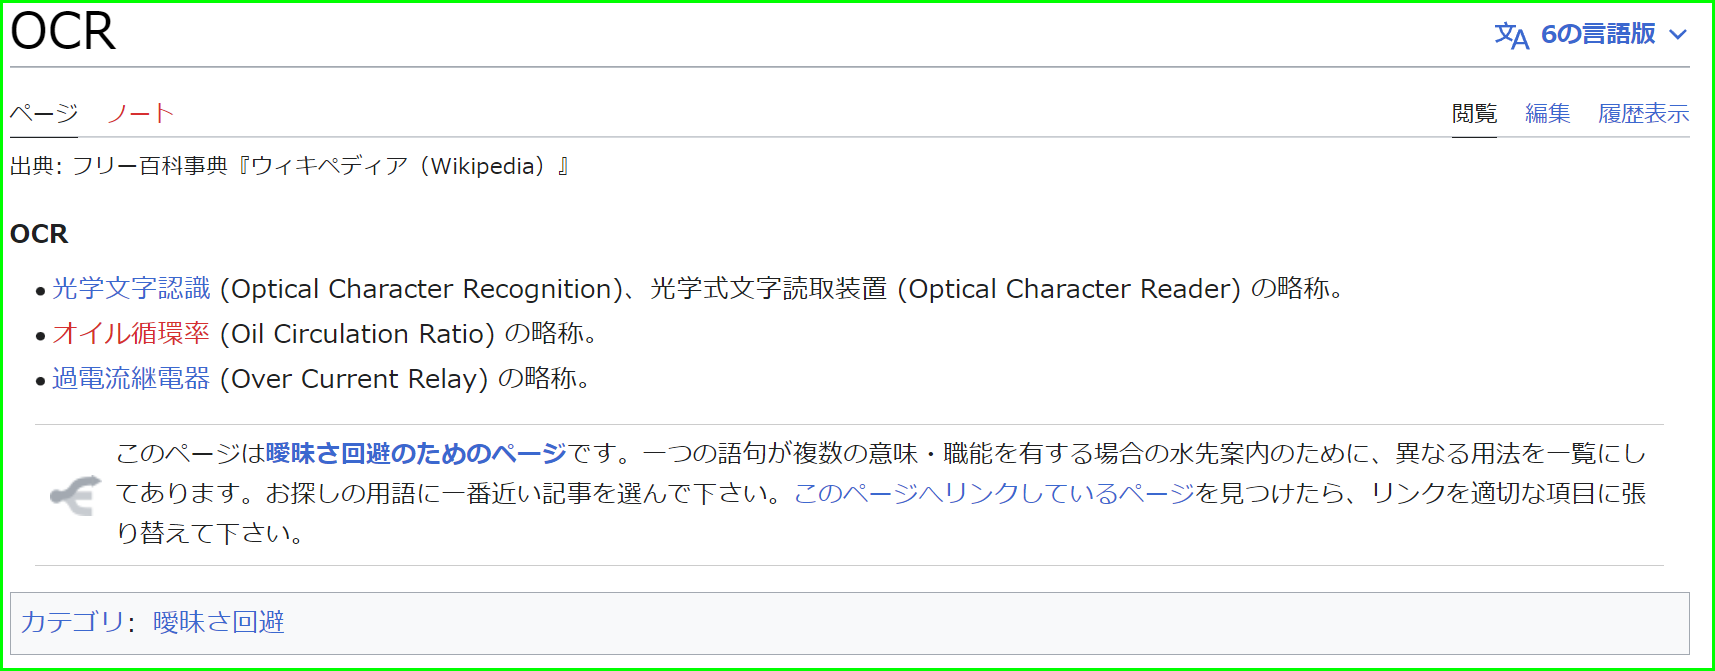 OCR
6の言語版
ページ ノート 閲覧 編集 履歴表示
出典: フリー百科事典『ウィキペディア（Wikipedia）』
OCR
• 光学文字認識 (Optical Character Recognition)、光学式文字読取装置 (Optical Character Reader) の略称。
• オイル循環率 (Oil Circulation Ratio) の略称。
• 過電流継電器 (Over Current Relay) の略称。
このページは曖昧さ回避のためのページです。一つの語句が複数の意味・職能を有する場合の水先案内のために、異なる用法を一覧にし
てあります。お探しの用語に一番近い記事を選んで下さい。このページへリンクしているページを見つけたら、リンクを適切な項目に張
り替えて下さい。
カテゴリ: 曖昧さ回避